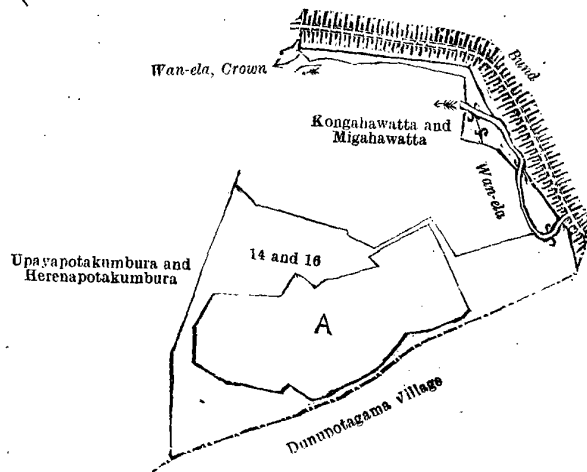 Bund
Wan-ela, Crown
Kongahawatta and
Migahawatta
Wan-ela
Upayapotakumbura and
Herenapotakumbura
14 and 16
A
Dunupotagama village